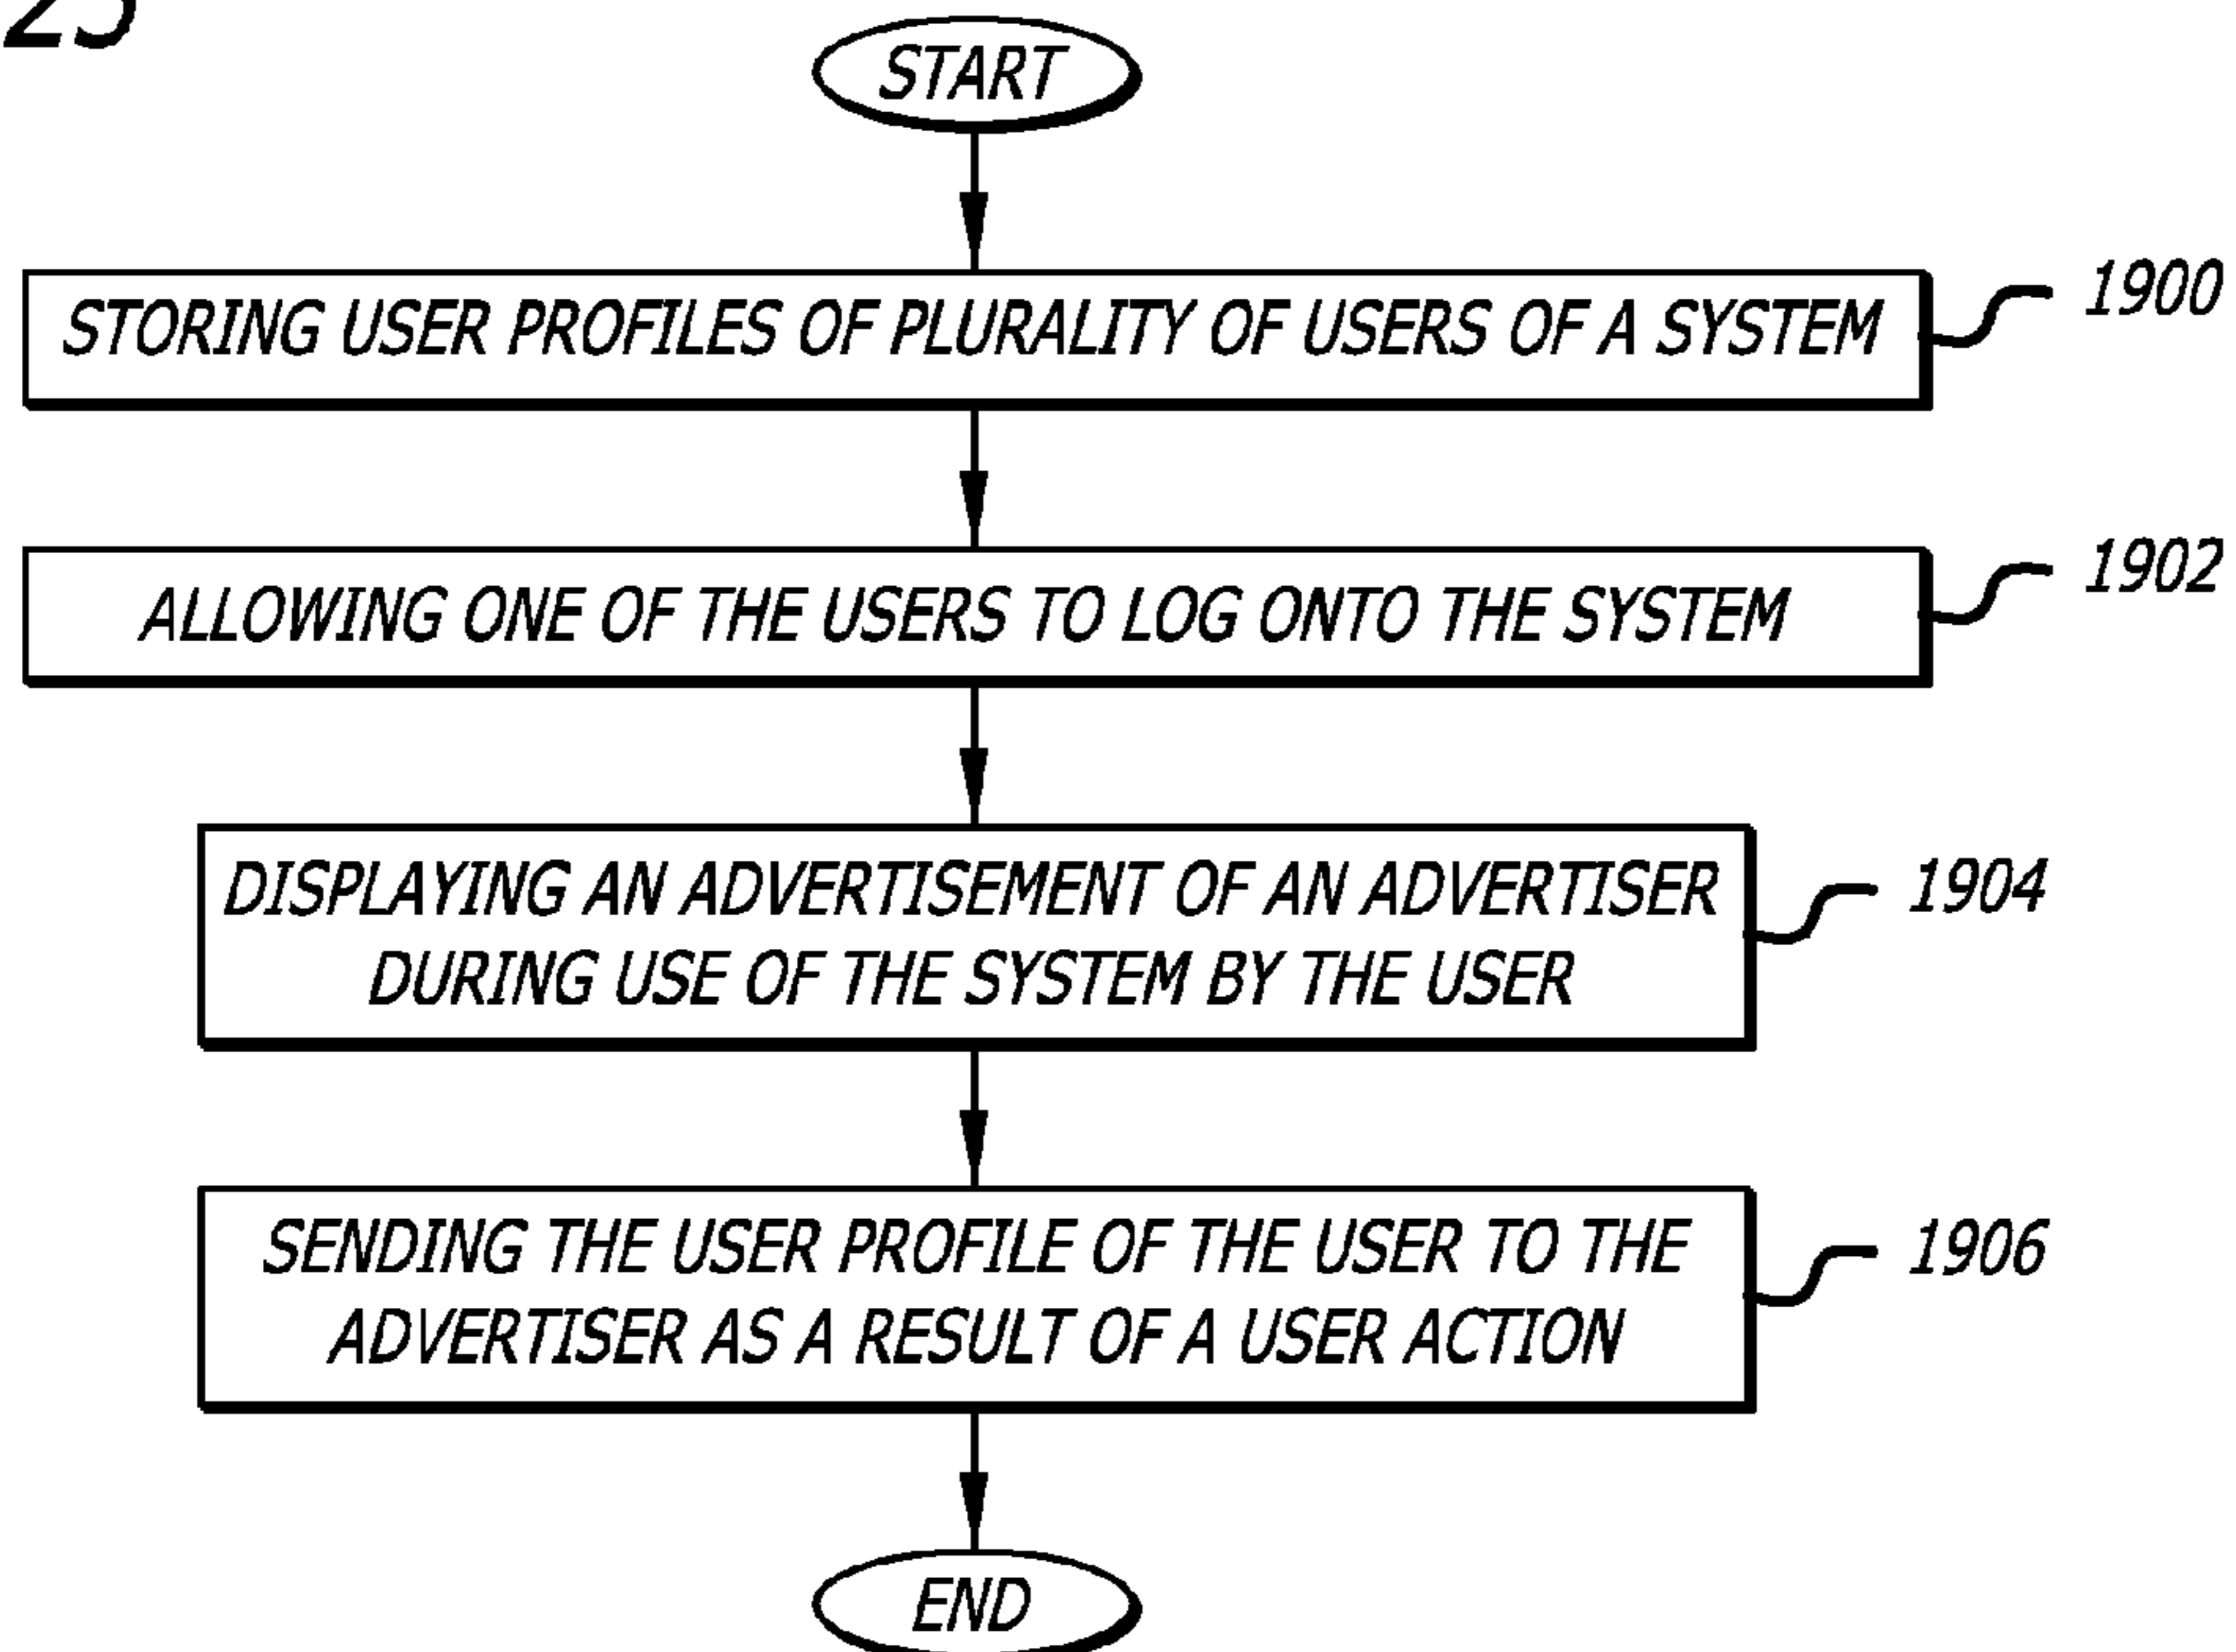 START
STORING USER PROFILES OF PLURALITY OF USERS OF A SYSTEM
1900
ALLOWING ONE OF THE USERS TO LOG ONTO THE SYSTEM
1902
DISPLAYING AN ADVERTISEMENT OF AN ADVERTISER
DURING USE OF THE SYSTEM BY THE USER
1904
SENDING THE USER PROFILE OF THE USER TO THE
ADVERTISER AS A RESULT OF A USER ACTION
1906
END